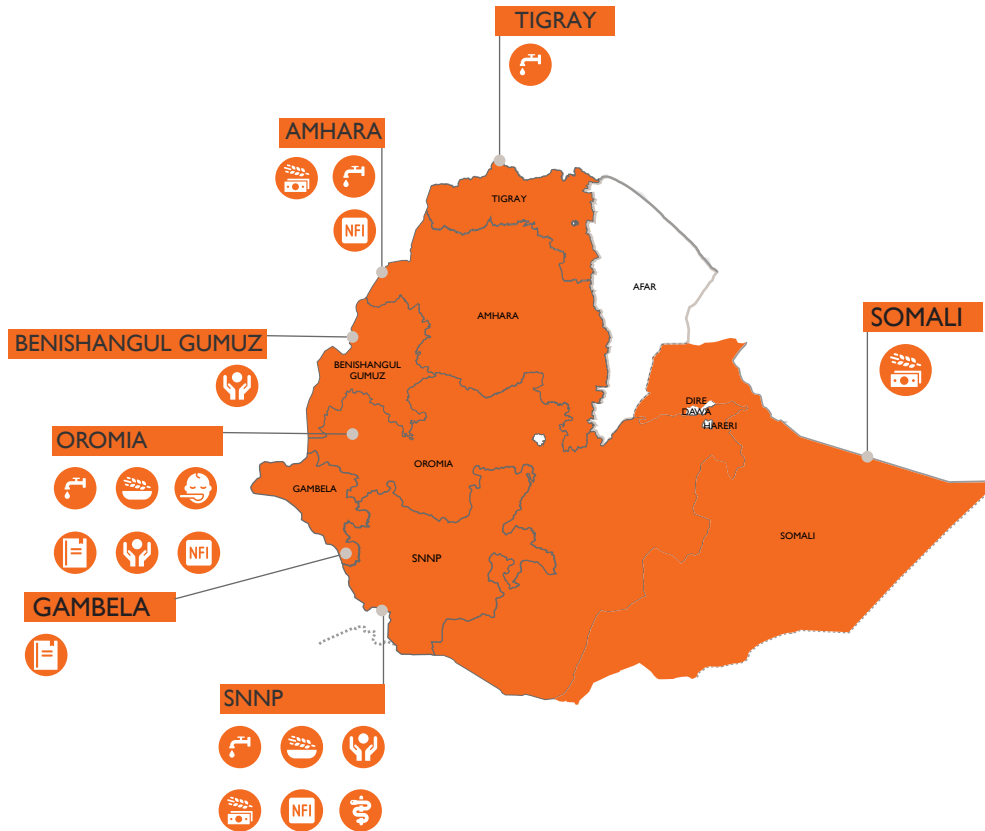 TIGRAY
AMHARA
NFI
TIGRAY
AFAR
AMHARA
SOMALI
BENISHANGUL GUMUZ
BENISHANGUL
GUMUZ
DIRE
DAWA
HARERI
OROMIA
OROMIA
GAMBELA
SOMALI
NFI
SNNP
GAMBELA
SNNP
NFI